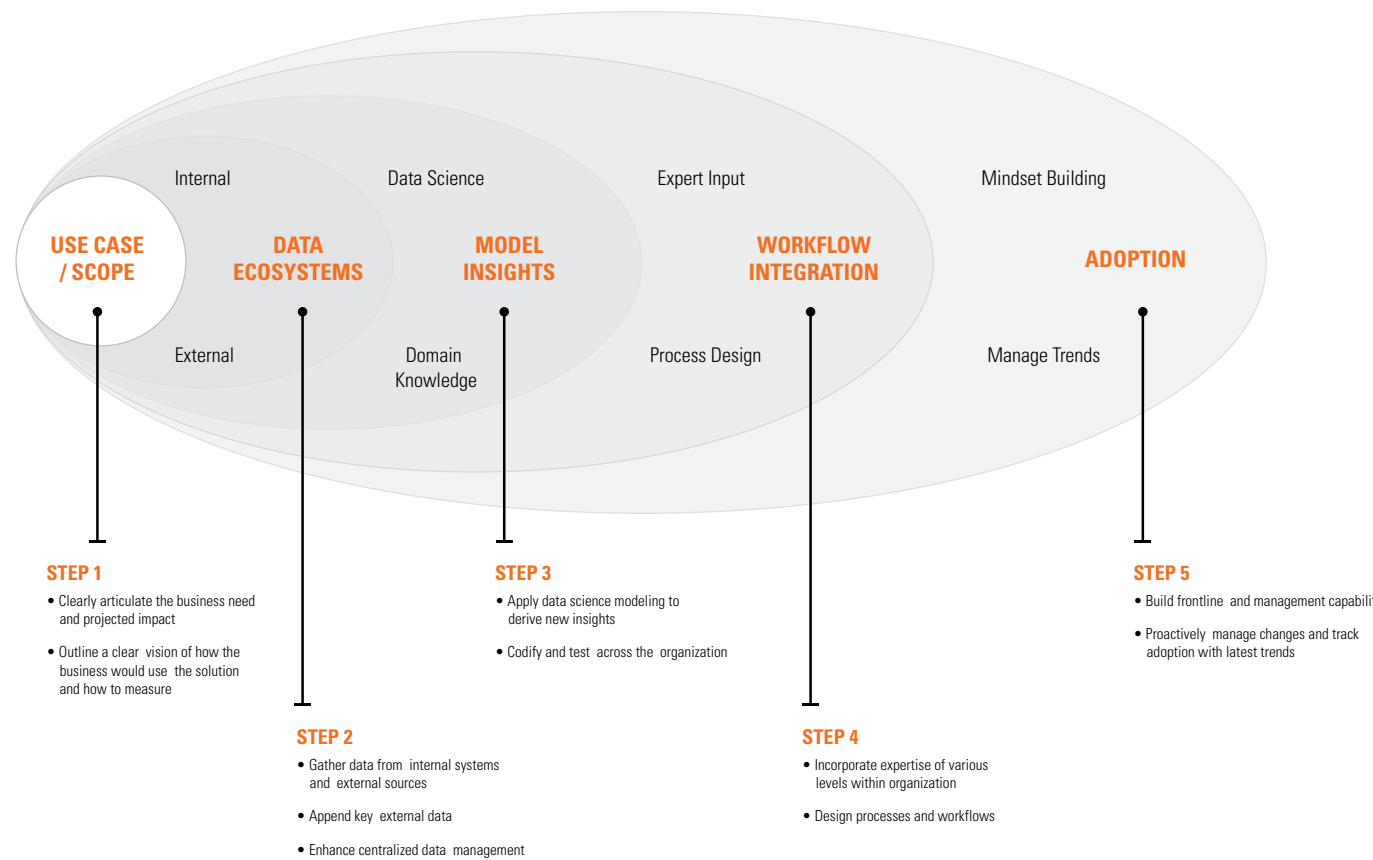 Internal
Data Science
Expert Input
Mindset Building
USE CASE
/ SCOPE
DATA
ECOSYSTEMS
MODEL
INSIGHTS
WORKFLOW
INTEGRATION
ADOPTION
External
Domain
Knowledge
Process Design
Manage Trends
STEP 1
• Clearly articulate the business need
and projected impact
• Outline a clear vision of how the
business would use the solution
and how to measure
STEP 2
• Gather data from internal systems
and external sources
• Append key external data
• Enhance centralized data management
STEP 3
• Apply data science modeling to
derive new insights
• Codify and test across the organization
STEP 4
• Incorporate expertise of various
levels within organization
• Design processes and workflows
STEP 5
• Build frontline and management
• Proactively manage changes and track
adoption with latest trends